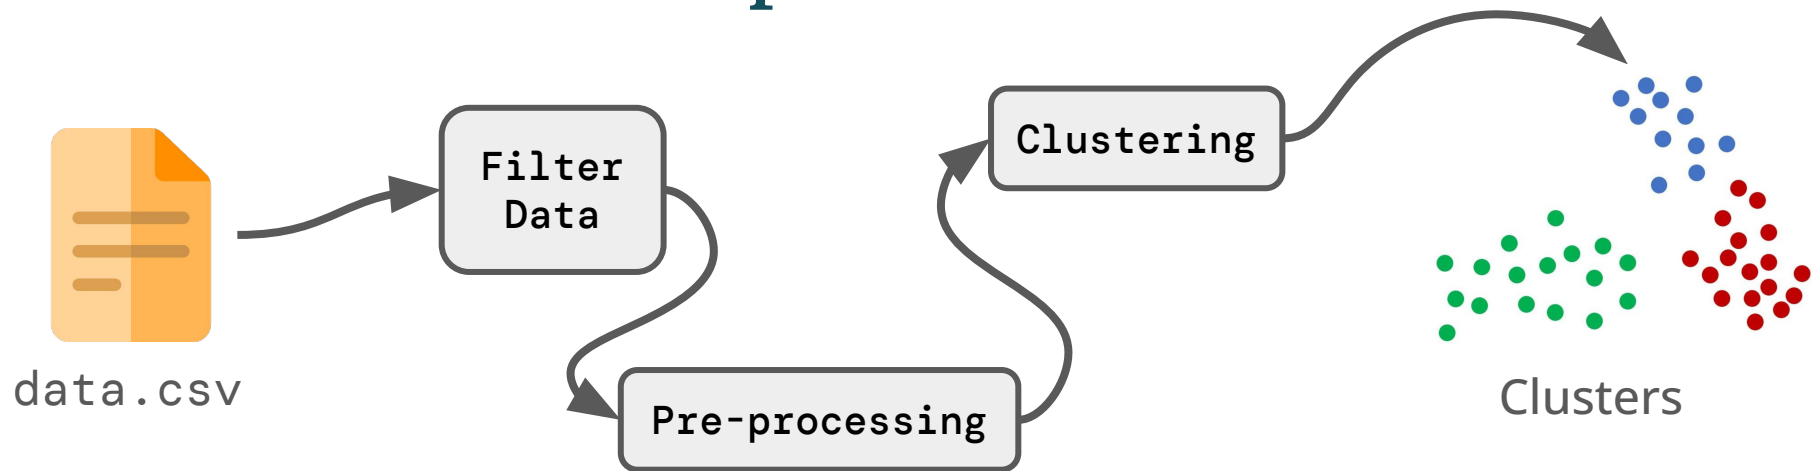 data.csv
Filter
Data
Pre-processing
Clustering
Clusters